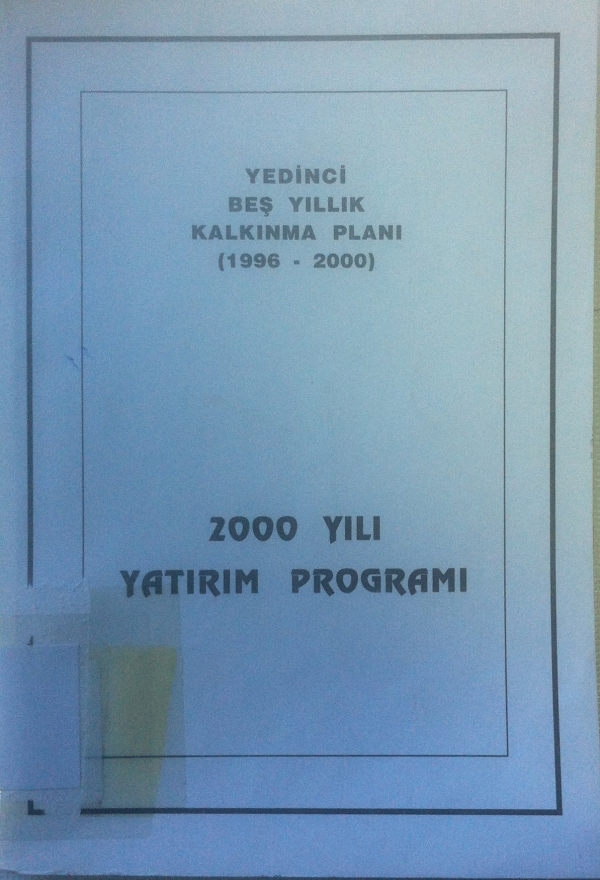 YEDİNCİ
BEŞ YILLIK
KALKINMA PLANI
(1996 - 2000)
2000 YILI
YATIRIM PROGRAMI